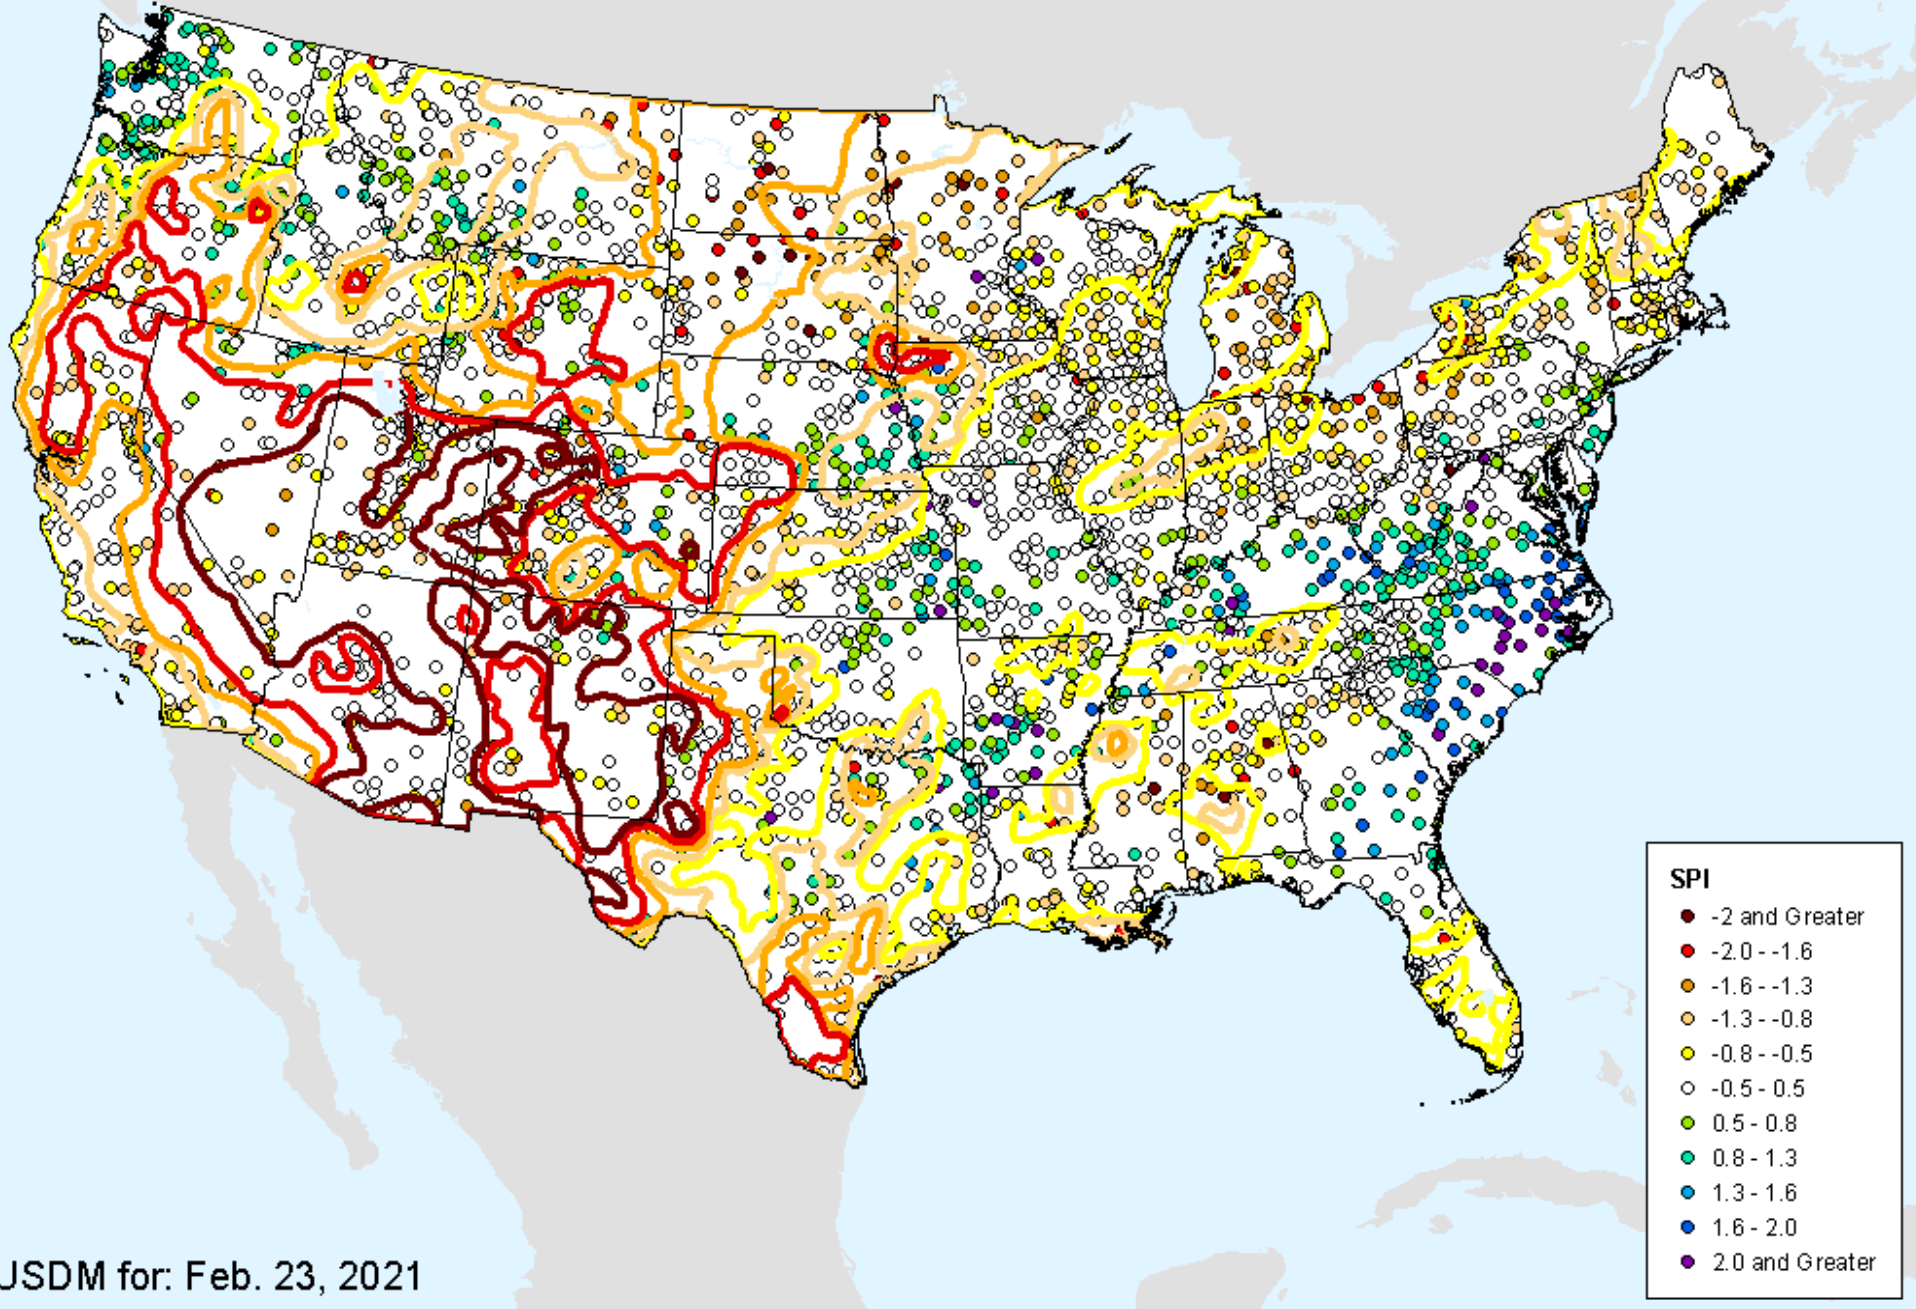 SPI
-2 and Greater
-2.0 - -1.6
-1.6 - -1.3
-1.3 - -0.8
-0.8 - -0.5
-0.5 - 0.5
0.5 - 0.8
0.8 - 1.3
1.3 - 1.6
1.6 - 2.0
2.0 and Greater
USDM for: Feb. 23, 2021